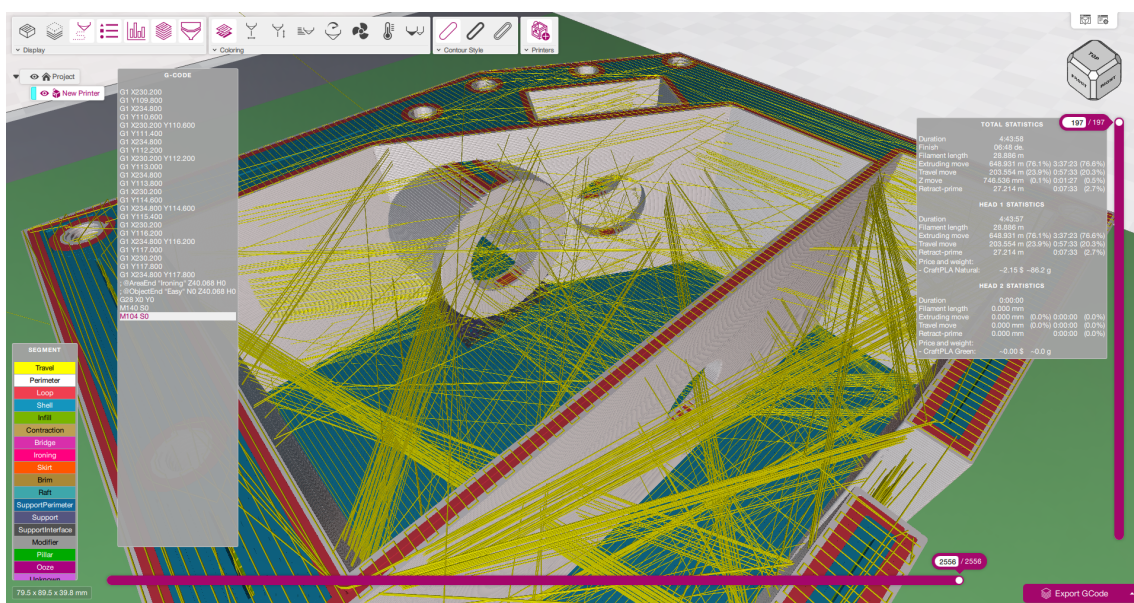 Display
Coloring
Contour Style
Printers
TOP
FRONT
RIGHT
Project
New Printer
G-CODE
G1 X230.200
G1 Y109.800
G1 X234.800
G1 Y110.600
G1 X230.200 Y110.600
G1 Y111.400
G1 X234.800
G1 Y112.200
G1 X230.200 Y112.200
G1 Y113.000
G1 X234.800
G1 Y113.800
G1 X230.200
G1 Y114.600
G1 X234.800 Y114.600
G1 Y115.400
G1 X230.200
G1 Y116.200
G1 X234.800 Y116.200
G1 Y117.000
G1 X230.200
G1 Y117.800
G1 X234.800 Y117.800
; @AreaEnd "Ironing" Z40.068 H0
; @ObjectEnd "Easy" N0 Z40.068 H0
G28 X0 Y0
M140 S0
M104 S0
197 / 197
TOTAL STATISTICS
Duration 4:43:58
Finish 06:48 de.
Filament length 28.886 m
Extruding move 648.931 m (76.1%) 3:37:23 (76.6%)
Travel move 203.554 m (23.9%) 0:57:33 (20.3%)
Z move 746.536 mm (0.1%) 0:01:27 (0.5%)
Retract-prime 27.214 m 0:07:33 (2.7%)
HEAD 1 STATISTICS
Duration 4:43:57
Filament length 28.886 m
Extruding move 648.931 m (76.1%) 3:37:23 (76.6%)
Travel move 203.554 m (23.9%) 0:57:33 (20.3%)
Retract-prime 27.214 m 0:07:33 (2.7%)
Price and weight:
- CraftPLA Natural: ~2.15 $ ~86.2 g
HEAD 2 STATISTICS
Duration 0:00:00
Filament length 0.000 mm
Extruding move 0.000 mm (0.0%) 0:00:00 (0.0%)
Travel move 0.000 mm (0.0%) 0:00:00 (0.0%)
Retract-prime 0.000 mm 0:00:00 (0.0%)
Price and weight:
- CraftPLA Green: ~0.00 $ ~0.0 g
SEGMENT
Travel
Perimeter
Loop
Shell
Infill
Contraction
Bridge
Ironing
Skirt
Brim
Raft
SupportPerimeter
Support
SupportInterface
Modifier
Pillar
Ooze
Unknown
2556 / 2556
79.5 x 89.5 x 39.8 mm
Export GCode